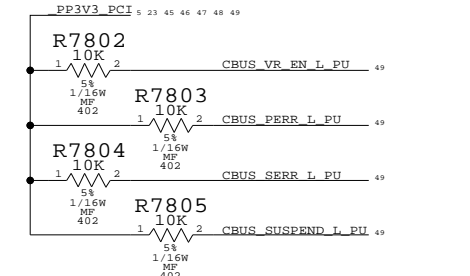 _PP3V3_PCI 5 23 45 46 47 48 49
R7802
10K
1 2 CBUS_VR_EN_L_PU 49
5%
1/16W
MF
402
R7803
10K
1 2 CBUS_PERR_L_PU 49
5%
1/16W
MF
402
R7804
10K
1 2 CBUS_SERR_L_PU 49
5%
1/16W
MF
402
R7805
10K
1 2 CBUS_SUSPEND_L_PU 49
5%
1/16W
MF
402